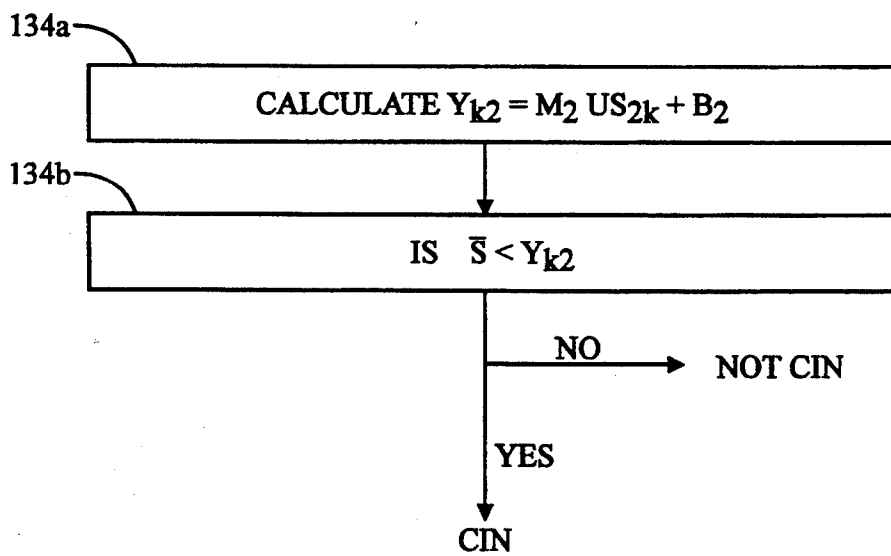 134a
CALCULATE Yk2 = M2 US2k + B2
134b
IS S̅ < Yk2
NO
NOT CIN
YES
CIN